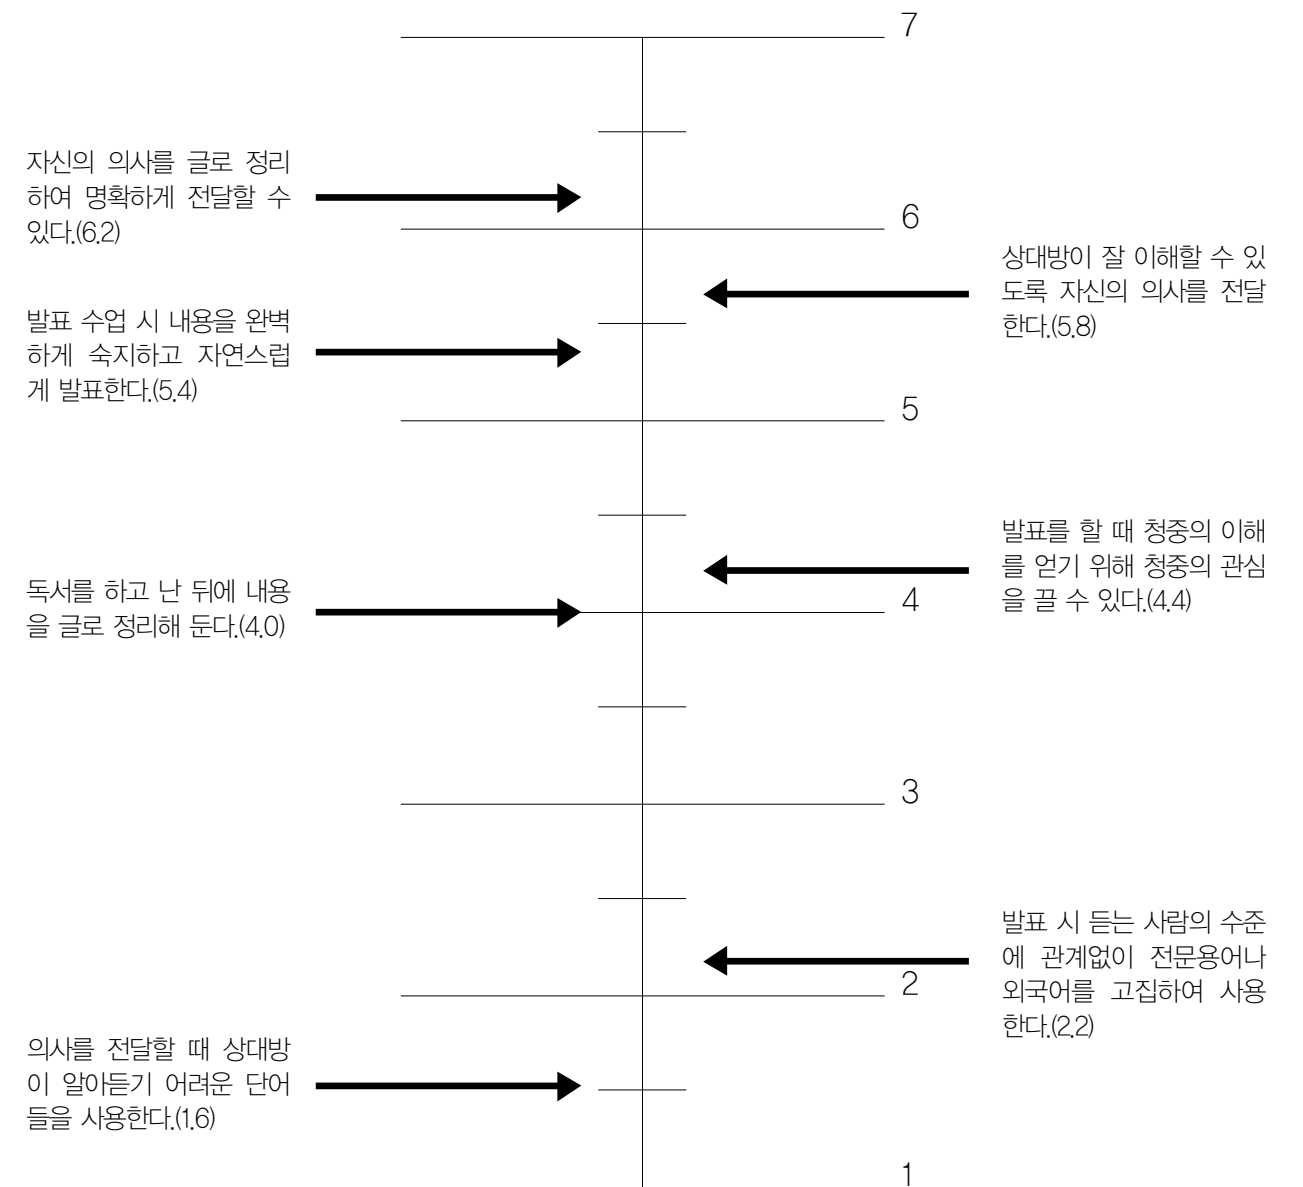 7
자신의 의사를 글로 정리
하여 명확하게 전달할 수
있다.(6.2)
6
상대방이 잘 이해할 수 있
도록 자신의 의사를 전달
한다.(5.8)
발표 수업 시 내용을 완벽
하게 숙지하고 자연스럽
게 발표한다.(5.4)
5
발표를 할 때 청중의 이해
를 얻기 위해 청중의 관심
을 끌 수 있다.(4.4)
독서를 하고 난 뒤에 내용
을 글로 정리해 둔다.(4.0)
4
3
발표 시 듣는 사람의 수준
에 관계없이 전문용어나
외국어를 고집하여 사용
한다.(2.2)
2
의사를 전달할 때 상대방
이 알아듣기 어려운 단어
들을 사용한다.(1.6)
1